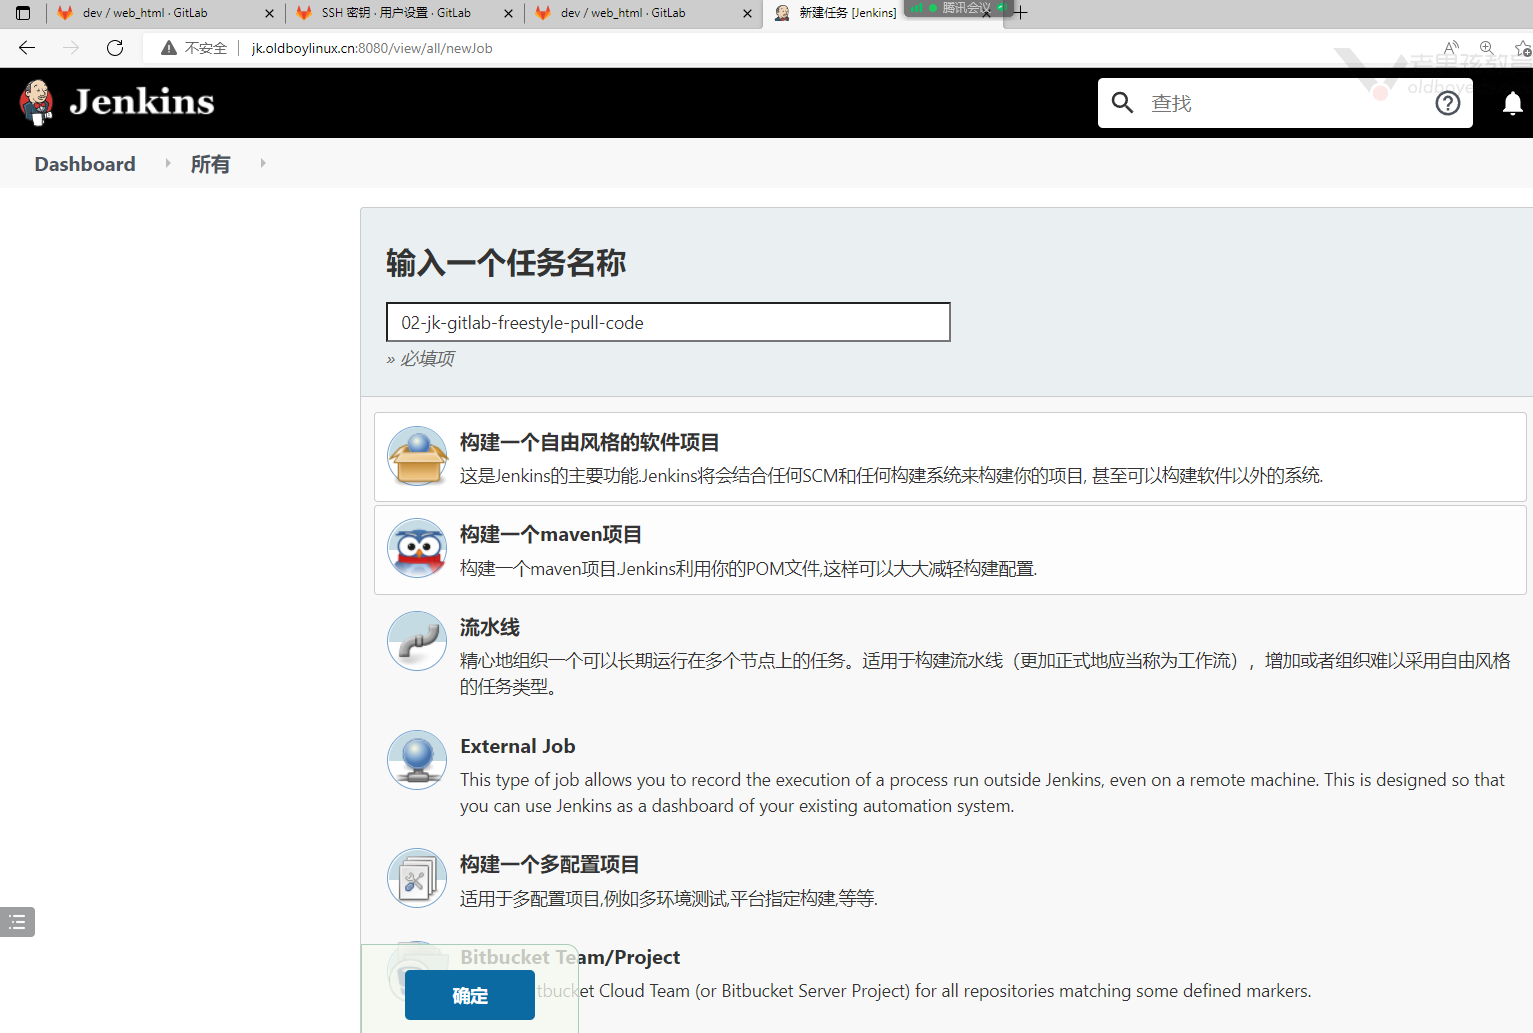 dev / web_html · GitLab
SSH 密钥 · 用户设置 · GitLab
dev / web_html · GitLab
新建任务 [Jenkins]
腾讯会议
不安全
jk.oldboylinux.cn:8080/view/all/newJob
Jenkins
查找
Dashboard
所有
输入一个任务名称
02-jk-gitlab-freestyle-pull-code
» 必填项
构建一个自由风格的软件项目
这是Jenkins的主要功能.Jenkins将会结合任何SCM和任何构建系统来构建你的项目, 甚至可以构建软件以外的系统.
构建一个maven项目
构建一个maven项目.Jenkins利用你的POM文件,这样可以大大减轻构建配置.
流水线
精心地组织一个可以长期运行在多个节点上的任务。适用于构建流水线（更加正式地应当称为工作流），增加或者组织难以采用自由风格
的任务类型。
External Job
This type of job allows you to record the execution of a process run outside Jenkins, even on a remote machine. This is designed so that
you can use Jenkins as a dashboard of your existing automation system.
构建一个多配置项目
适用于多配置项目,例如多环境测试,平台指定构建,等等.
Bitbucket Team/Project
tbucket Cloud Team (or Bitbucket Server Project) for all repositories matching some defined markers.
确定